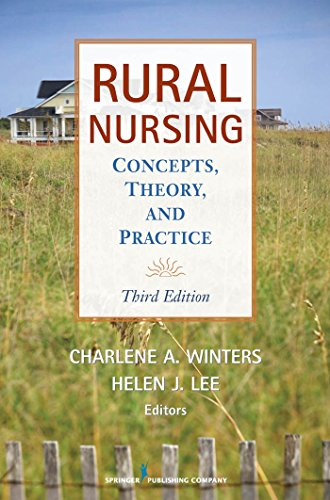 RURAL
NURSING
CONCEPTS,
THEORY,
AND
PRACTICE
Third Edition
CHARLENE A. WINTERS
HELEN J. LEE
Editors
SPRINGER PUBLISHING COMPANY